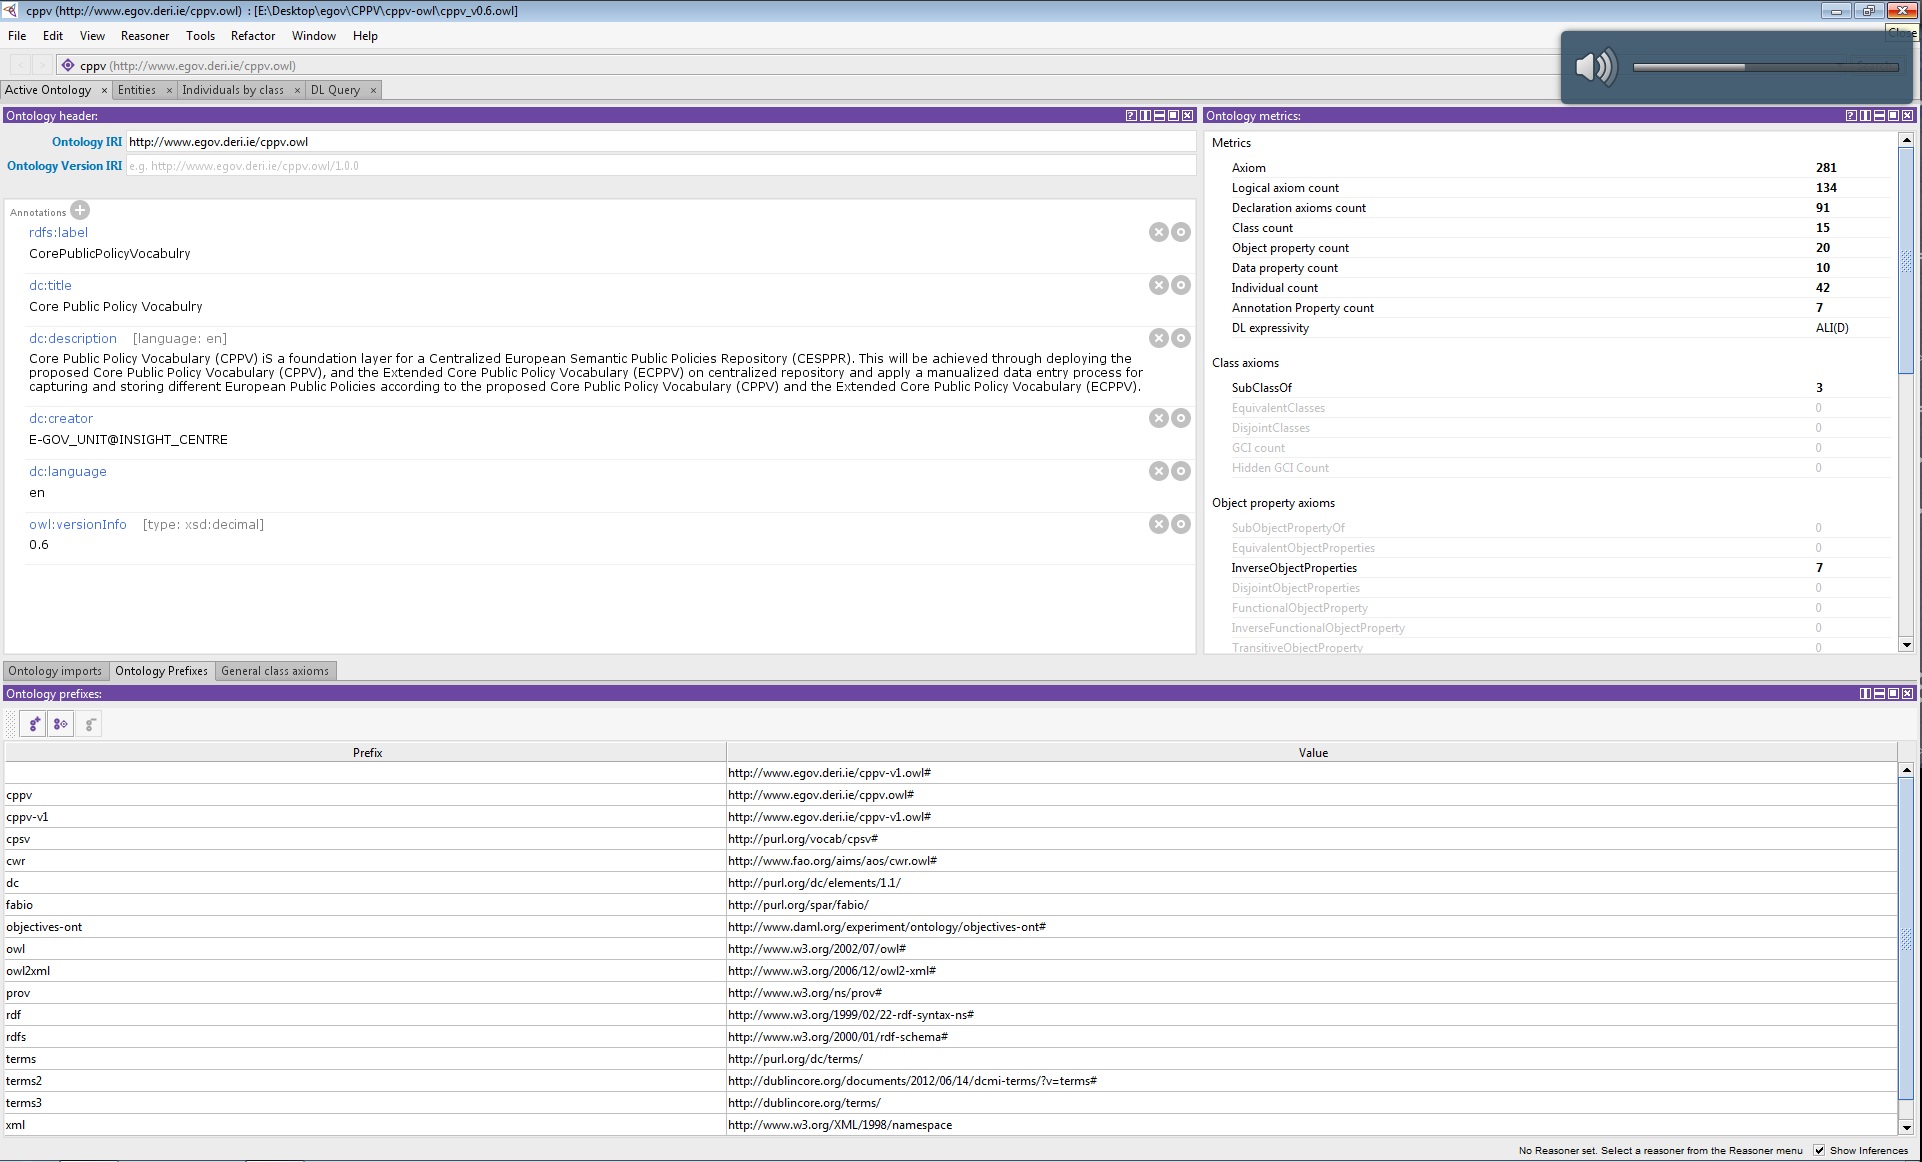 cppv (http://www.egov.deri.ie/cppv.owl) : [E:\Desktop\egov\CPPV\cppv-owl\cppv_v0.6.owl]
File Edit View Reasoner Tools Refactor Window Help
Close
cppv (http://www.egov.deri.ie/cppv.owl)
Active Ontology Entities Individuals by class DL Query
Ontology header:
Ontology IRI http://www.egov.deri.ie/cppv.owl
Ontology Version IRI e.g. http://www.egov.deri.ie/cppv.owl/1.0.0
Annotations
rdfs:label
CorePublicPolicyVocabulry
dc:title
Core Public Policy Vocabulry
dc:description [language: en]
Core Public Policy Vocabulary (CPPV) iS a foundation layer for a Centralized European Semantic Public Policies Repository (CESPPR). This will be achieved through deploying the
proposed Core Public Policy Vocabulary (CPPV), and the Extended Core Public Policy Vocabulary (ECPPV) on centralized repository and apply a manualized data entry process for
capturing and storing different European Public Policies according to the proposed Core Public Policy Vocabulary (CPPV) and the Extended Core Public Policy Vocabulary (ECPPV).
dc:creator
E-GOV_UNIT@INSIGHT_CENTRE
dc:language
en
owl:versionInfo [type: xsd:decimal]
0.6
Ontology metrics:
Metrics
Axiom 281
Logical axiom count 134
Declaration axioms count 91
Class count 15
Object property count 20
Data property count 10
Individual count 42
Annotation Property count 7
DL expressivity ALI(D)
Class axioms
SubClassOf 3
EquivalentClasses 0
DisjointClasses 0
GCI count 0
Hidden GCI Count 0
Object property axioms
SubObjectPropertyOf 0
EquivalentObjectProperties 0
InverseObjectProperties 7
DisjointObjectProperties 0
FunctionalObjectProperty 0
InverseFunctionalObjectProperty 0
TransitiveObjectProperty 0
Ontology imports Ontology Prefixes General class axioms
Ontology prefixes:
Prefix Value
http://www.egov.deri.ie/cppv-v1.owl#
cppv http://www.egov.deri.ie/cppv.owl#
cppv-v1 http://www.egov.deri.ie/cppv-v1.owl#
cpsv http://purl.org/vocab/cpsv#
cwr http://www.fao.org/aims/aos/cwr.owl#
dc http://purl.org/dc/elements/1.1/
fabio http://purl.org/spar/fabio/
objectives-ont http://www.daml.org/experiment/ontology/objectives-ont#
owl http://www.w3.org/2002/07/owl#
owl2xml http://www.w3.org/2006/12/owl2-xml#
prov http://www.w3.org/ns/prov#
rdf http://www.w3.org/1999/02/22-rdf-syntax-ns#
rdfs http://www.w3.org/2000/01/rdf-schema#
terms http://purl.org/dc/terms/
terms2 http://dublincore.org/documents/2012/06/14/dcmi-terms/?v=terms#
terms3 http://dublincore.org/terms/
xml http://www.w3.org/XML/1998/namespace
No Reasoner set. Select a reasoner from the Reasoner menu Show Inferences